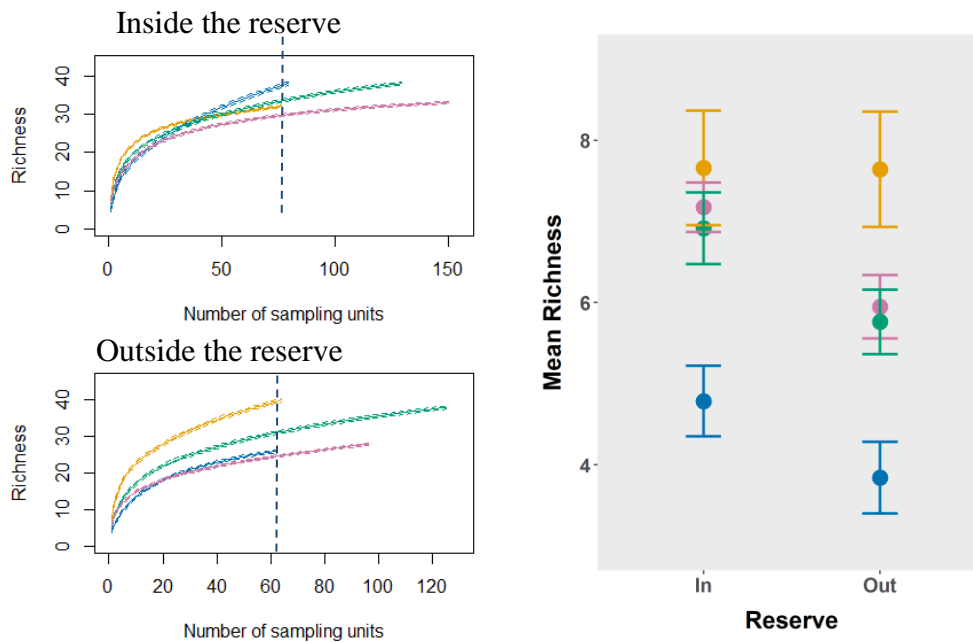 Inside the reserve
Richness
0
10
20
30
40
0
50
100
150
Number of sampling units
Outside the reserve
Richness
0
10
20
30
40
0
20
40
60
80
100
120
Number of sampling units
Mean Richness
8
6
4
In
Out
Reserve